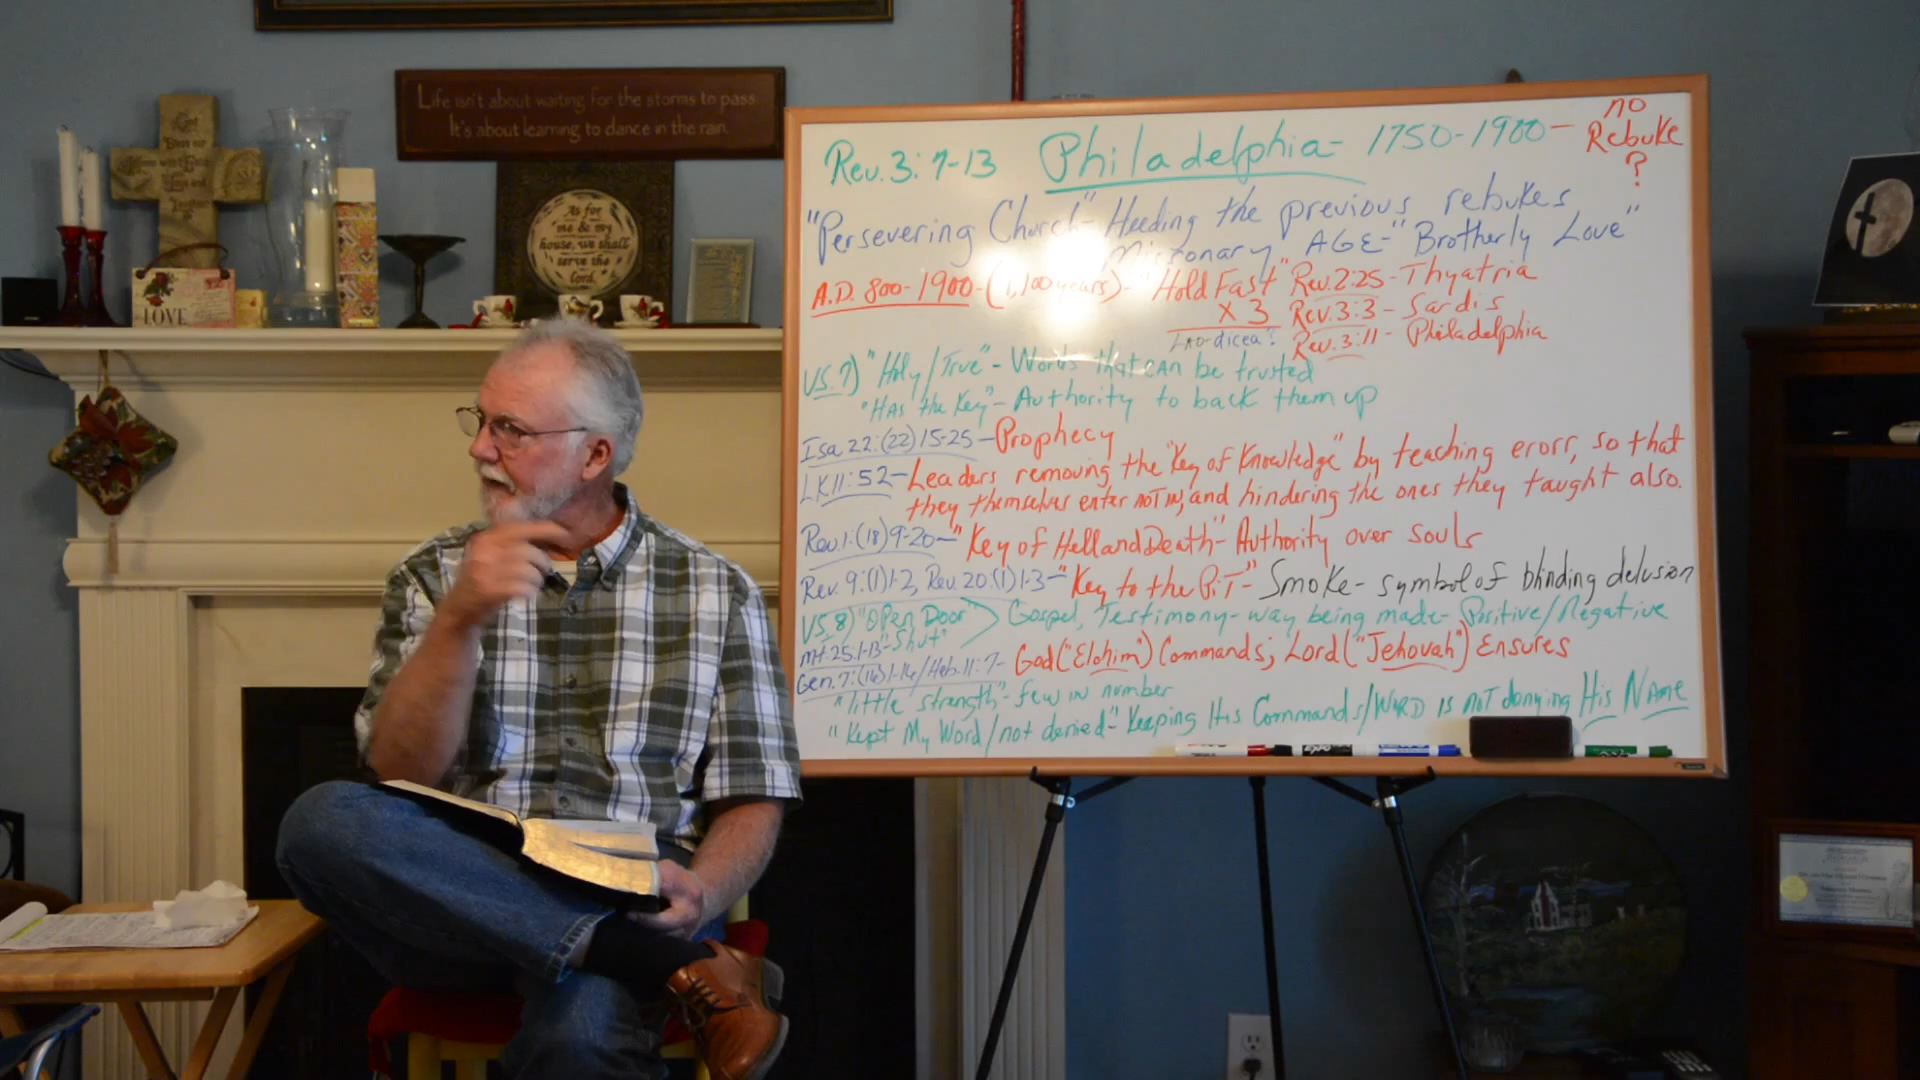 Life isn't about waiting for the storms to pass.
It's about learning to dance in the rain.
As for
me & my
house, we shall
serve the
Lord.
LOVE
Rev. 3:7-13 Philadelphia- 1750-1900- no
Rebuke
?
"Persevering Church"- Heeding the previous rebukes
Missionary AGE- "Brotherly Love"
A.D. 800-1900-(1,100 years)- "Hold Fast" Rev. 2:25-Thyatria
X 3 Rev. 3:3 - Sardis
LAO-dicea? Rev. 3:11 - Philadelphia
VS.7) "Holy/True" - Words that can be trusted
"HAS the Key"- Authority to back them up
Isa 22:(22)15-25-Prophecy
LK 11:52-Leaders removing the "Key of Knowledge" by teaching erorr, so that
they themselves enter not in, and hindering the ones they taught also.
Rev. 1:(18)9-20-"Key of Hell and Death"- Authority over souls
Rev. 9:(1)1-2, Rev. 20:(1)1-3-"Key to the PiT"- Smoke- symbol of blinding delusion
VS.8) "Open Door" > Gospel, Testimony- way being made- Positive/Negative
Mt. 25:1-13-"Shut"
Gen. 7:(16)1-16/Heb. 11:7- God("Elohim") Commands; Lord("Jehovah") Ensures
"little strength"- few in number
"Kept My Word/not denied"- Keeping His Commands/WORD is not denying His NAME
EXPO